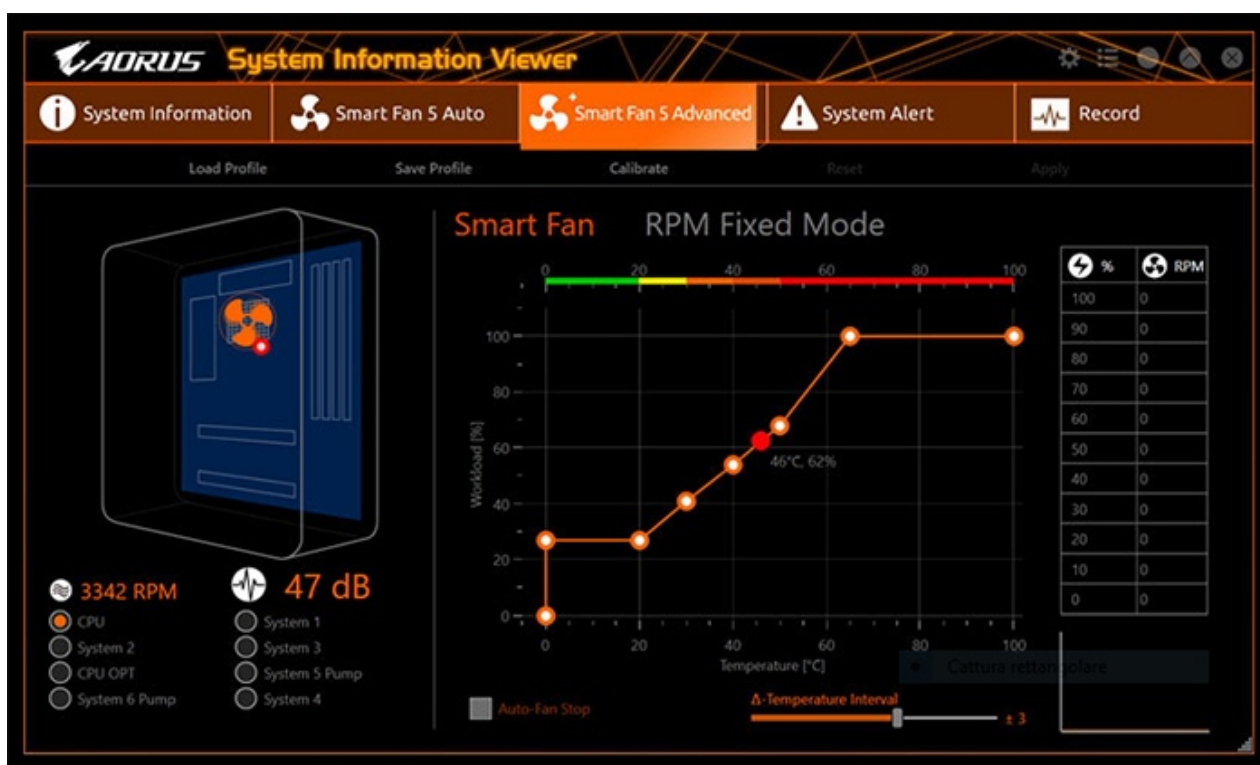 AORUS System Information Viewer
System Information Smart Fan 5 Auto Smart Fan 5 Advanced System Alert Record
Load Profile Save Profile Calibrate Reset Apply
Smart Fan RPM Fixed Mode
0 20 40 60 80 100
% RPM
100 0
90 0
80 0
70 0
60 0
50 0
40 0
30 0
20 0
10 0
0 0
Workload [%]
100
80
60
40
20
0
46°C, 62%
0 20 40 60 80 100
Temperature [°C]
3342 RPM 47 dB
CPU System 1
System 2 System 3
CPU OPT System 5 Pump
System 6 Pump System 4
Cattura rettangolare
Auto-Fan Stop
Δ-Temperature Interval
± 3